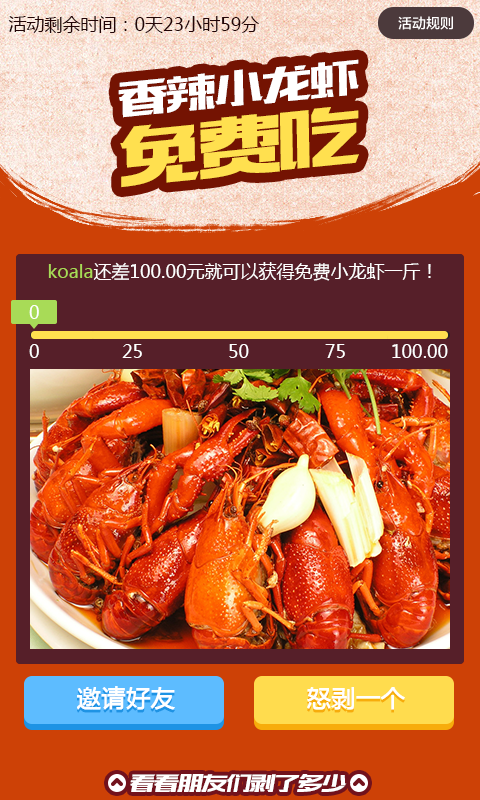 活动剩余时间：0天23小时59分
活动规则
香辣小龙虾
免费吃
koala还差100.00元就可以获得免费小龙虾一斤！
0
0 25 50 75 100.00
邀请好友
怒剥一个
看看朋友们剥了多少